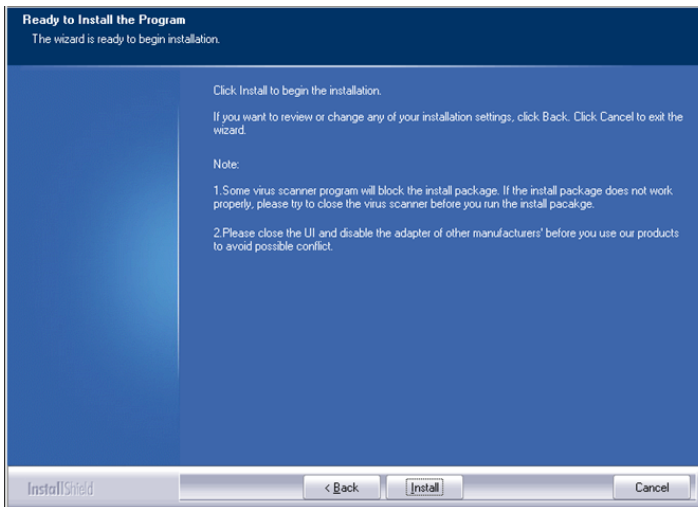 Ready to Install the Program
The wizard is ready to begin installation.
Click Install to begin the installation.
If you want to review or change any of your installation settings, click Back. Click Cancel to exit the
wizard.
Note:
1.Some virus scanner program will block the install package. If the install package does not work
properly, please try to close the virus scanner before you run the install pacakge.
2.Please close the UI and disable the adapter of other manufacturers' before you use our products
to avoid possible conflict.
InstallShield
< Back
Install
Cancel